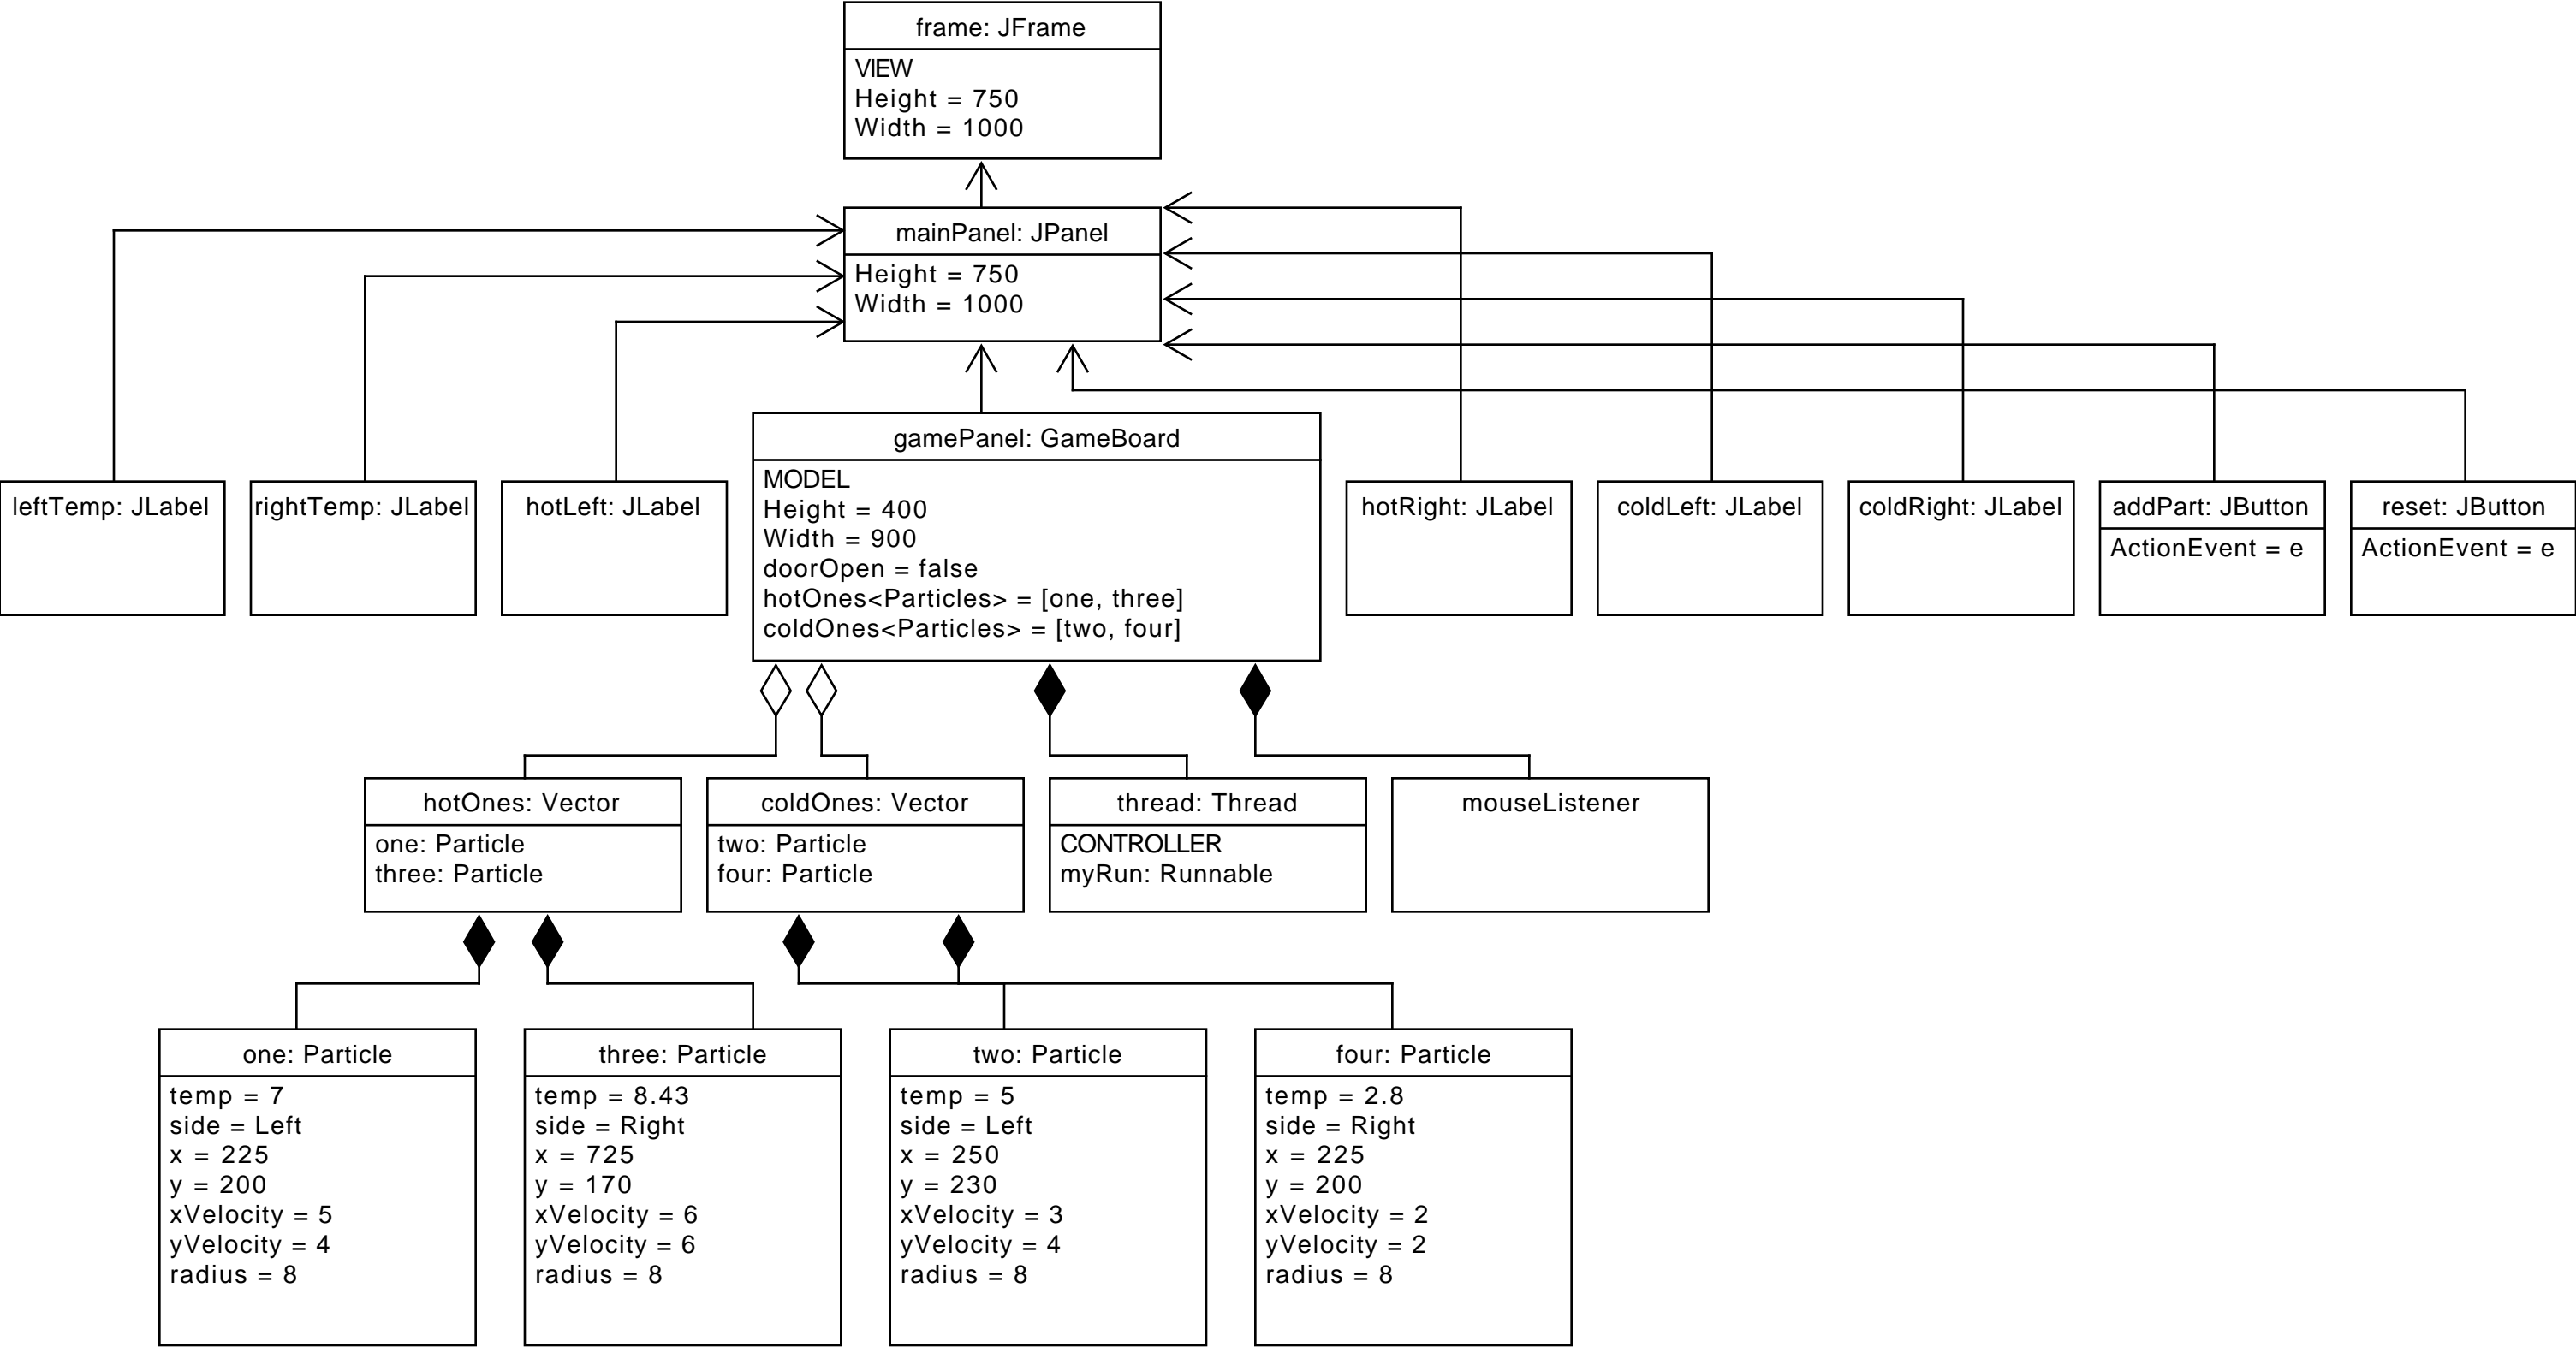 frame: JFrame
VIEW
Height = 750
Width = 1000
mainPanel: JPanel
Height = 750
Width = 1000
leftTemp: JLabel
rightTemp: JLabel
hotLeft: JLabel
gamePanel: GameBoard
MODEL
Height = 400
Width = 900
doorOpen = false
hotOnes<Particles> = [one, three]
coldOnes<Particles> = [two, four]
hotRight: JLabel
coldLeft: JLabel
coldRight: JLabel
addPart: JButton
ActionEvent = e
reset: JButton
ActionEvent = e
hotOnes: Vector
one: Particle
three: Particle
coldOnes: Vector
two: Particle
four: Particle
thread: Thread
CONTROLLER
myRun: Runnable
mouseListener
one: Particle
temp = 7
side = Left
x = 225
y = 200
xVelocity = 5
yVelocity = 4
radius = 8
three: Particle
temp = 8.43
side = Right
x = 725
y = 170
xVelocity = 6
yVelocity = 6
radius = 8
two: Particle
temp = 5
side = Left
x = 250
y = 230
xVelocity = 3
yVelocity = 4
radius = 8
four: Particle
temp = 2.8
side = Right
x = 225
y = 200
xVelocity = 2
yVelocity = 2
radius = 8